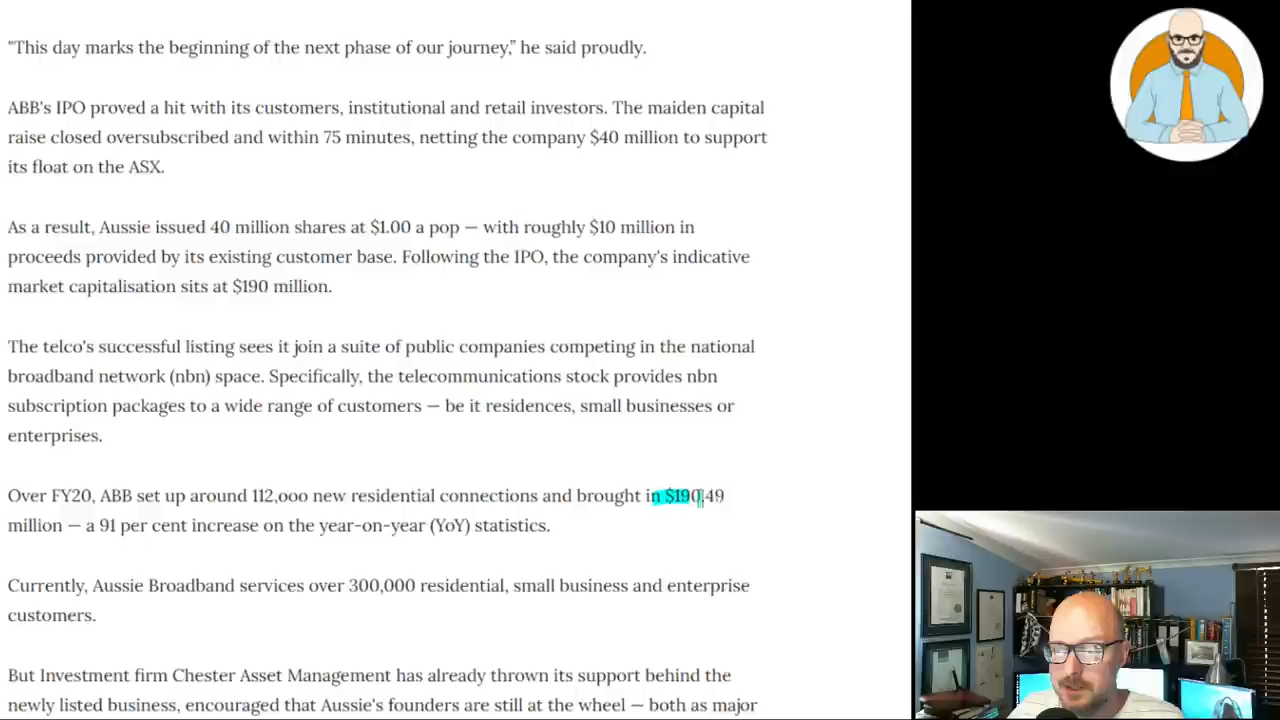 "This day marks the beginning of the next phase of our journey,” he said proudly.
ABB's IPO proved a hit with its customers, institutional and retail investors. The maiden capital
raise closed oversubscribed and within 75 minutes, netting the company $40 million to support
its float on the ASX.
As a result, Aussie issued 40 million shares at $1.00 a pop — with roughly $10 million in
proceeds provided by its existing customer base. Following the IPO, the company's indicative
market capitalisation sits at $190 million.
The telco's successful listing sees it join a suite of public companies competing in the national
broadband network (nbn) space. Specifically, the telecommunications stock provides nbn
subscription packages to a wide range of customers — be it residences, small businesses or
enterprises.
Over FY20, ABB set up around 112,000 new residential connections and brought in $190.49
million — a 91 per cent increase on the year-on-year (YoY) statistics.
Currently, Aussie Broadband services over 300,000 residential, small business and enterprise
customers.
But Investment firm Chester Asset Management has already thrown its support behind the
newly listed business, encouraged that Aussie's founders are still at the wheel — both as major